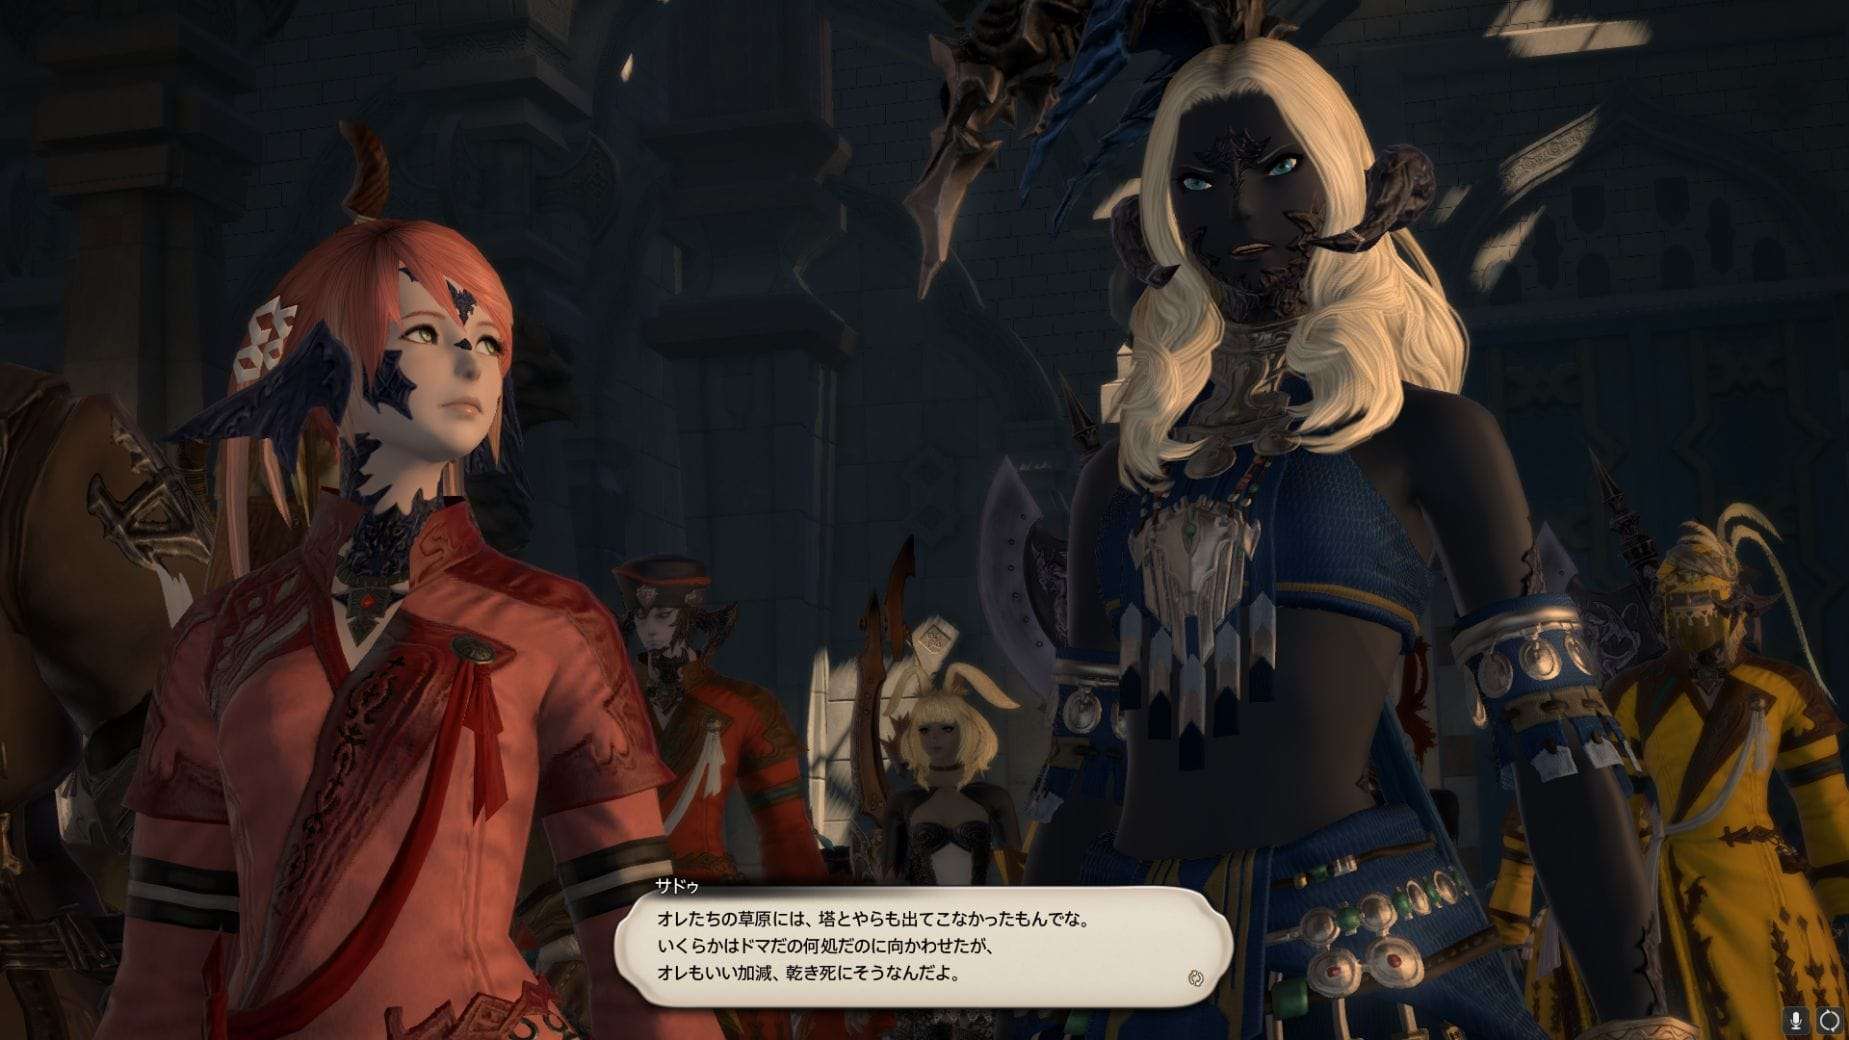 サドゥ
オレたちの草原には、塔とやらも出てこなかったもんでな。
いくらかはドマだの何処だのに向かわせたが、
オレもいい加減、乾き死にそうなんだよ。